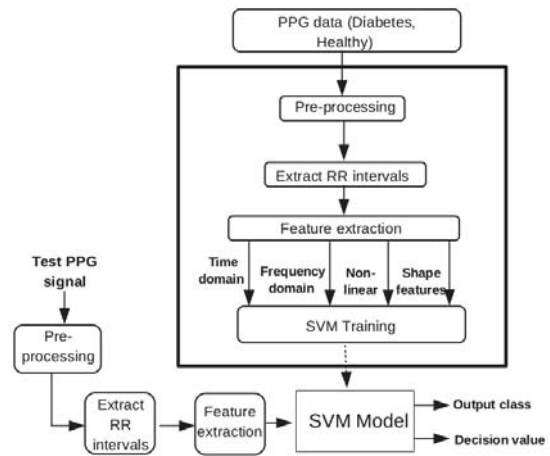 PPG data (Diabetes,
Healthy)
Pre-processing
Extract RR intervals
Feature extraction
Time
domain
Frequency
domain
Non-
linear
Shape
features
SVM Training
Test PPG
signal
Pre-
processing
Extract
RR
intervals
Feature
extraction
SVM Model
Output class
Decision value